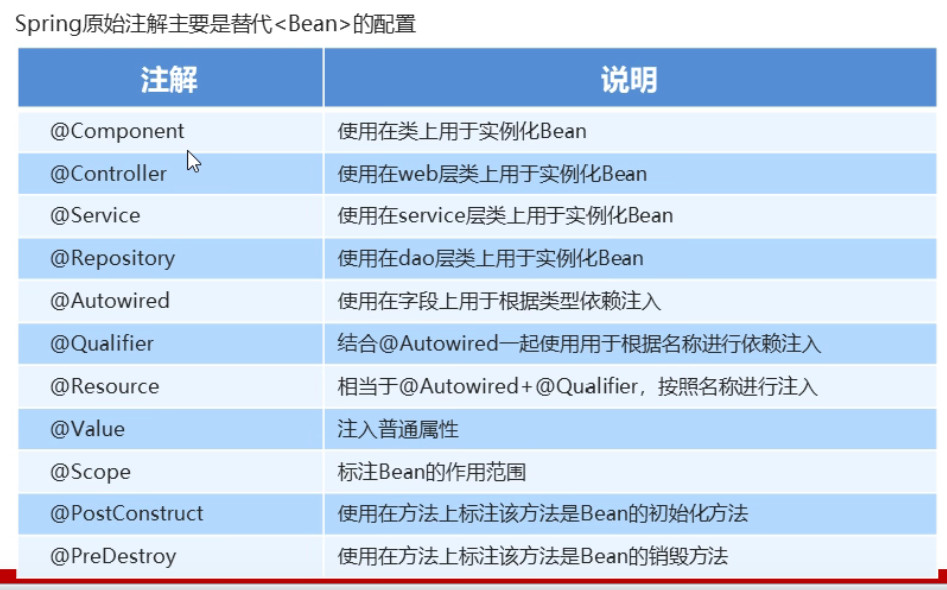 Spring原始注解主要是替代<Bean>的配置
注解 说明
@Component 使用在类上用于实例化Bean
@Controller 使用在web层类上用于实例化Bean
@Service 使用在service层类上用于实例化Bean
@Repository 使用在dao层类上用于实例化Bean
@Autowired 使用在字段上用于根据类型依赖注入
@Qualifier 结合@Autowired一起使用用于根据名称进行依赖注入
@Resource 相当于@Autowired+@Qualifier，按照名称进行注入
@Value 注入普通属性
@Scope 标注Bean的作用范围
@PostConstruct 使用在方法上标注该方法是Bean的初始化方法
@PreDestroy 使用在方法上标注该方法是Bean的销毁方法